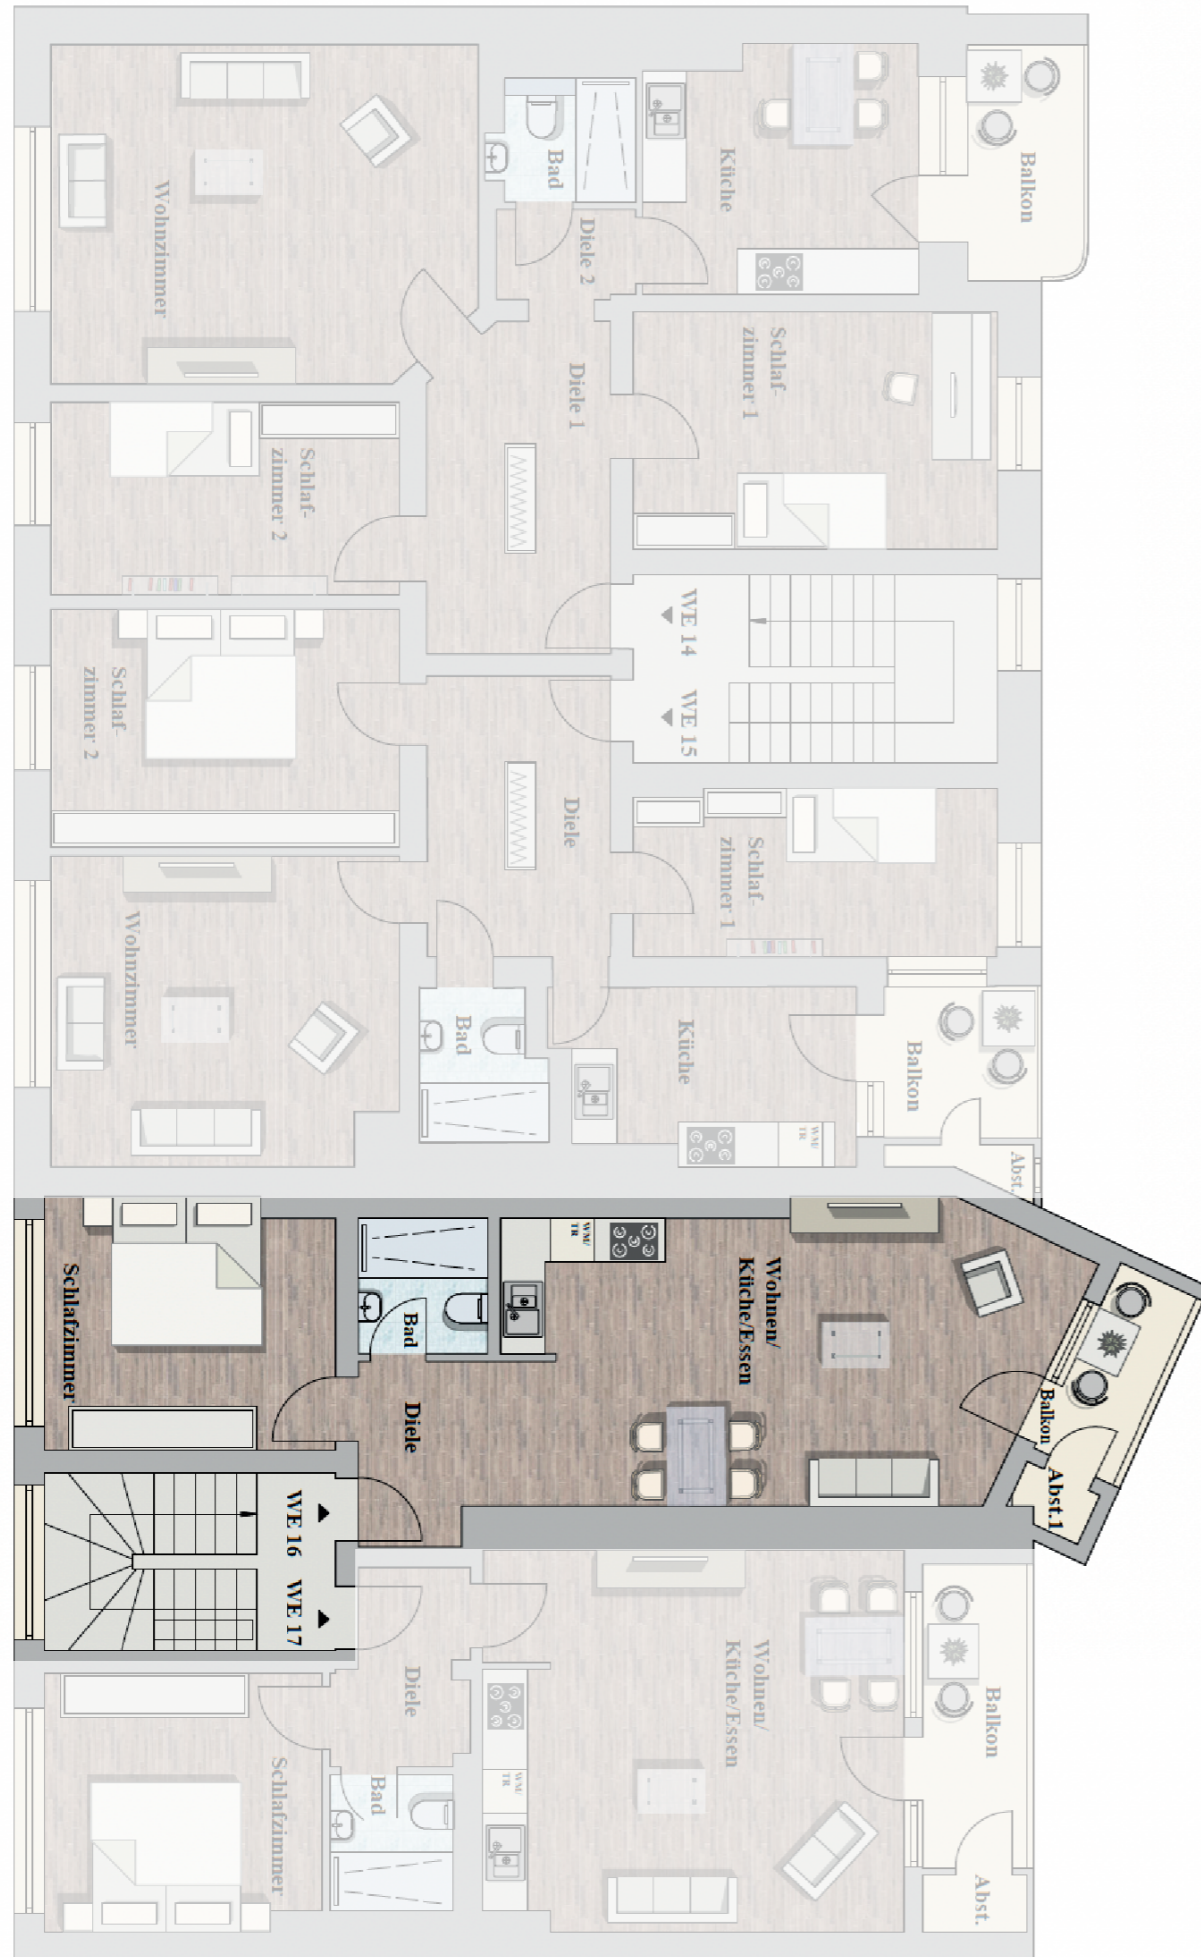 Wohnzimmer
Bad
Küche
Balkon
Diele 2
Diele 1
Schlaf-
zimmer 1
Schlaf-
zimmer 2
WE 14
WE 15
Schlaf-
zimmer 2
Diele
Schlaf-
zimmer 1
Wohnzimmer
Bad
Küche
WM/
TR
Balkon
Abst.
Schlafzimmer
Bad
WM/
TR
Wohnen/
Küche/Essen
Diele
Balkon
Abst.1
WE 16
WE 17
Diele
Bad
Schlafzimmer
WM/
TR
Wohnen/
Küche/Essen
Balkon
Abst.